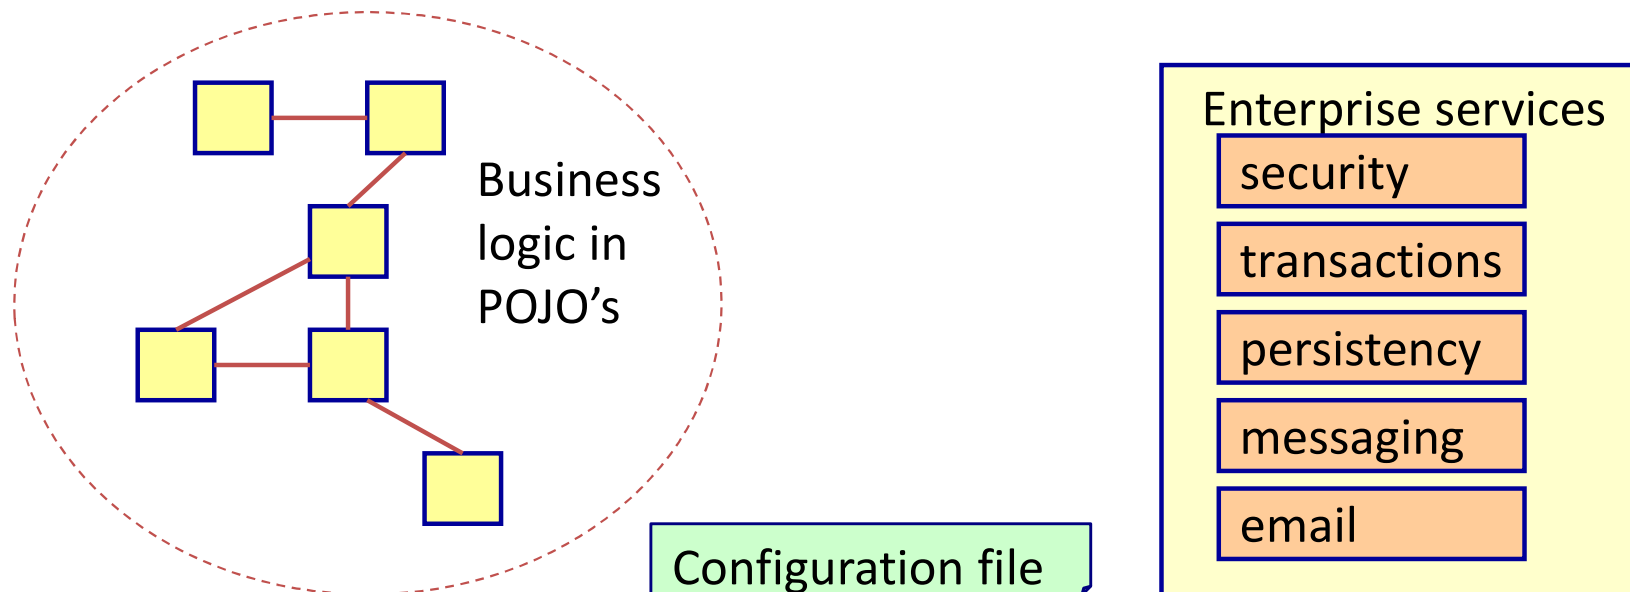 Business
logic in
POJO’s
Enterprise services
security
transactions
persistency
messaging
email
Configuration file